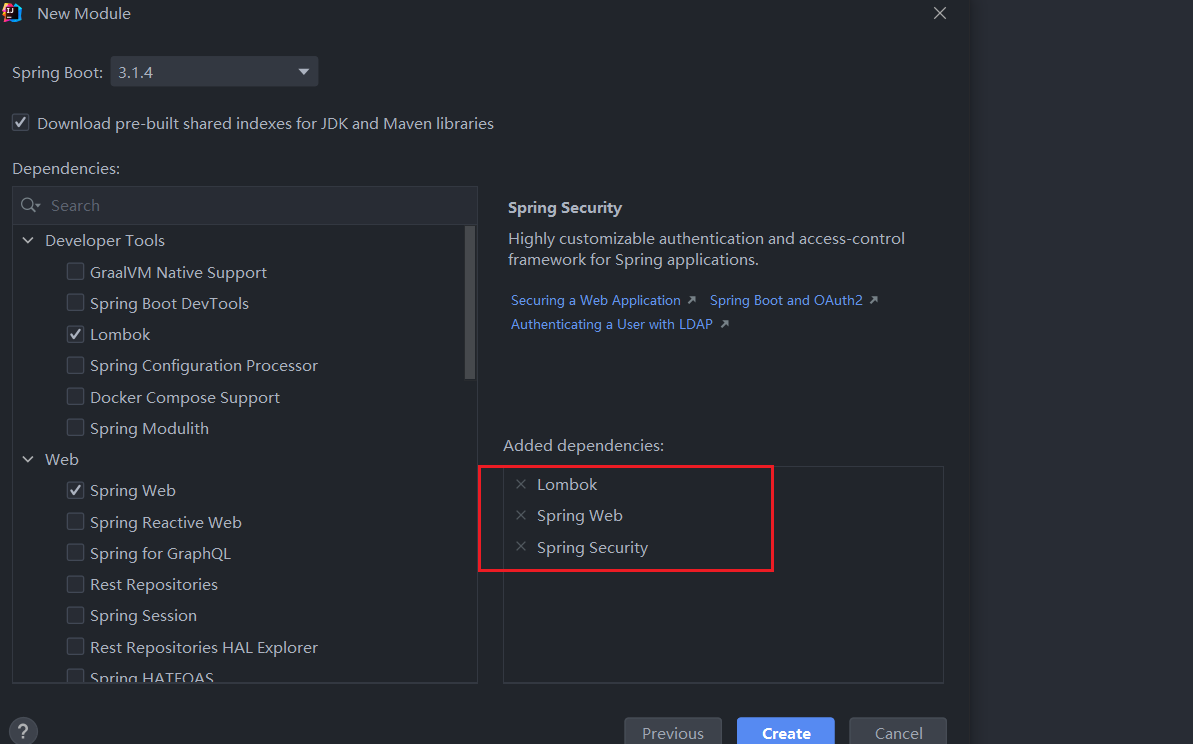 New Module
Spring Boot: 3.1.4
Download pre-built shared indexes for JDK and Maven libraries
Dependencies:
Search
Developer Tools
GraalVM Native Support
Spring Boot DevTools
Lombok
Spring Configuration Processor
Docker Compose Support
Spring Modulith
Web
Spring Web
Spring Reactive Web
Spring for GraphQL
Rest Repositories
Spring Session
Rest Repositories HAL Explorer
Spring HATEOAS
Spring Security
Highly customizable authentication and access-control
framework for Spring applications.
Securing a Web Application Spring Boot and OAuth2
Authenticating a User with LDAP
Added dependencies:
Lombok
Spring Web
Spring Security
? Previous Create Cancel